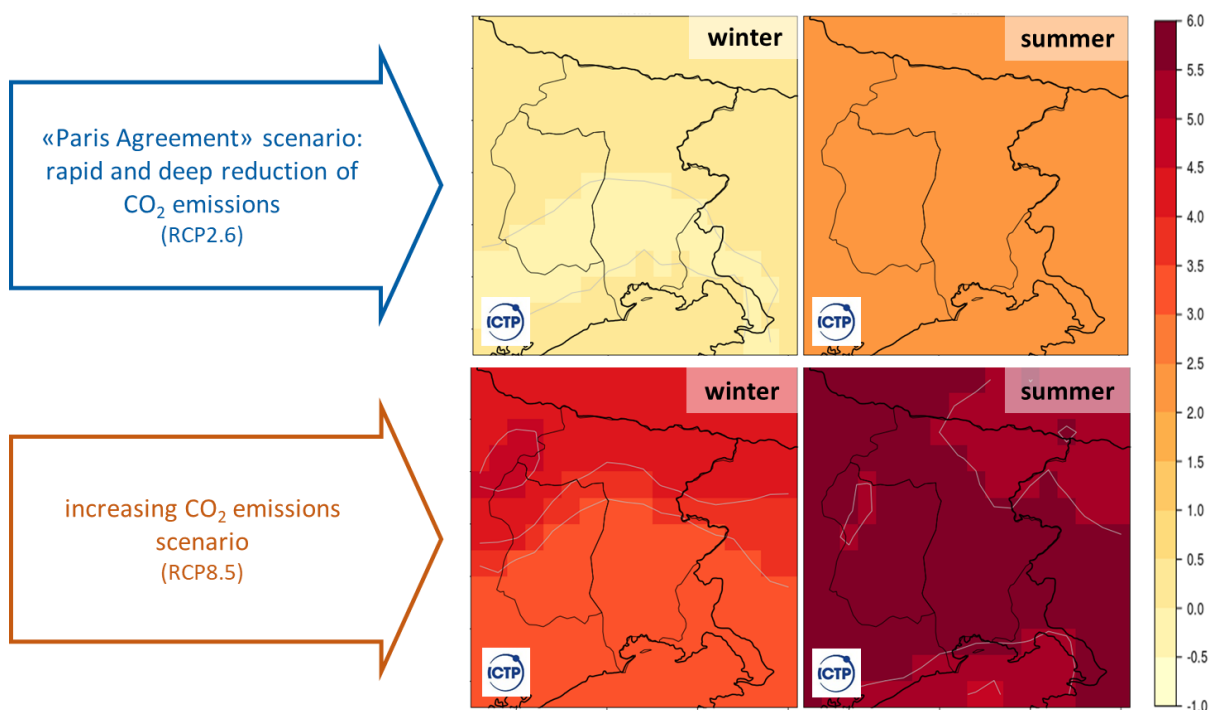 «Paris Agreement» scenario:
rapid and deep reduction of
CO₂ emissions
(RCP2.6)
winter
ICTP
summer
ICTP
increasing CO₂ emissions
scenario
(RCP8.5)
winter
ICTP
summer
ICTP
6.0
5.5
5.0
4.5
4.0
3.5
3.0
2.5
2.0
1.5
1.0
0.5
0.0
-0.5
-1.0